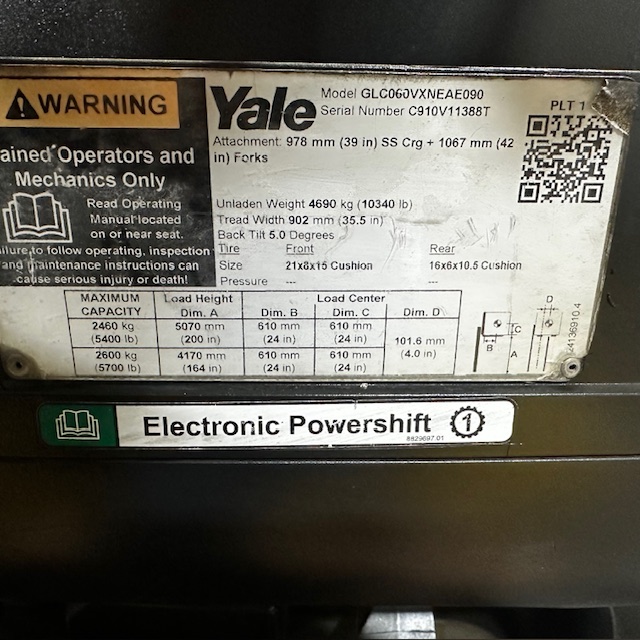 WARNING
ained Operators and
Mechanics Only
Read Operating
Manual located
on or near seat.
ailure to follow operating, inspection
and maintenance instructions can
cause serious injury or death!
Yale
Model GLC060VXNEAE090
Serial Number C910V11388T
PLT 1
Attachment: 978 mm (39 in) SS Crg + 1067 mm (42
in) Forks
Unladen Weight 4690 kg (10340 lb)
Tread Width 902 mm (35.5 in)
Back Tilt 5.0 Degrees
Tire Front Rear
Size 21x8x15 Cushion 16x6x10.5 Cushion
Pressure --- ---
MAXIMUM CAPACITY Load Height Dim. A Load Center Dim. B Dim. C Dim. D
2460 kg 5070 mm 610 mm 610 mm 101.6 mm
(5400 lb) (200 in) (24 in) (24 in) (4.0 in)
2600 kg 4170 mm 610 mm 610 mm
(5700 lb) (164 in) (24 in) (24 in)
D
C
B
A
24136910.4
Electronic Powershift 1
8829697 01